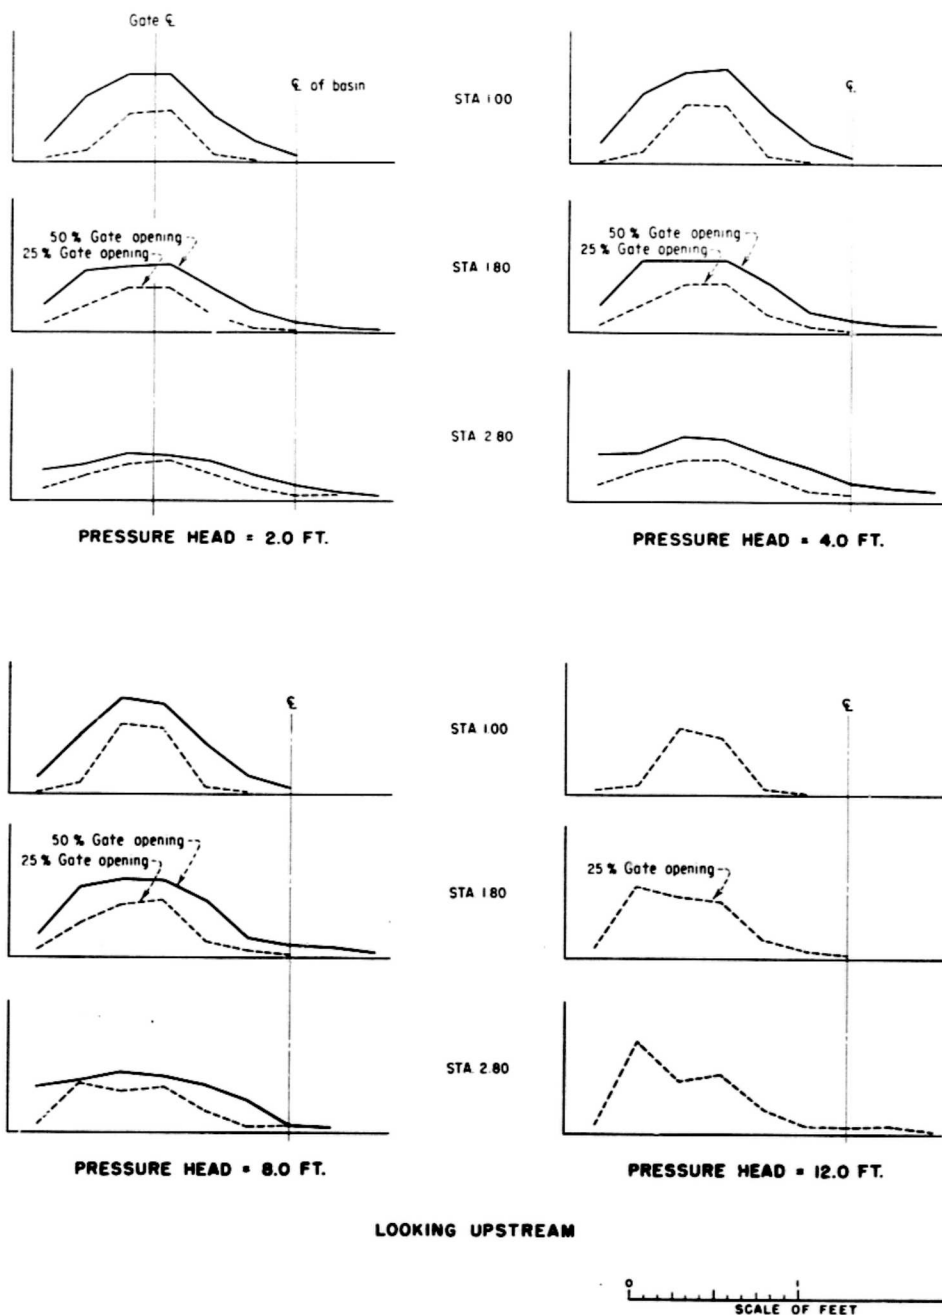 Gate ℄
℄ of basin
STA 1.00
℄
50 % Gate opening
25 % Gate opening
STA 1.80
50 % Gate opening
25 % Gate opening
STA. 2.80
PRESSURE HEAD = 2.0 FT.
PRESSURE HEAD = 4.0 FT.
℄
STA. 1.00
℄
50 % Gate opening
25 % Gate opening
STA 1.80
25 % Gate opening
STA. 2.80
PRESSURE HEAD = 8.0 FT.
PRESSURE HEAD = 12.0 FT.
LOOKING UPSTREAM
0 1
SCALE OF FEET